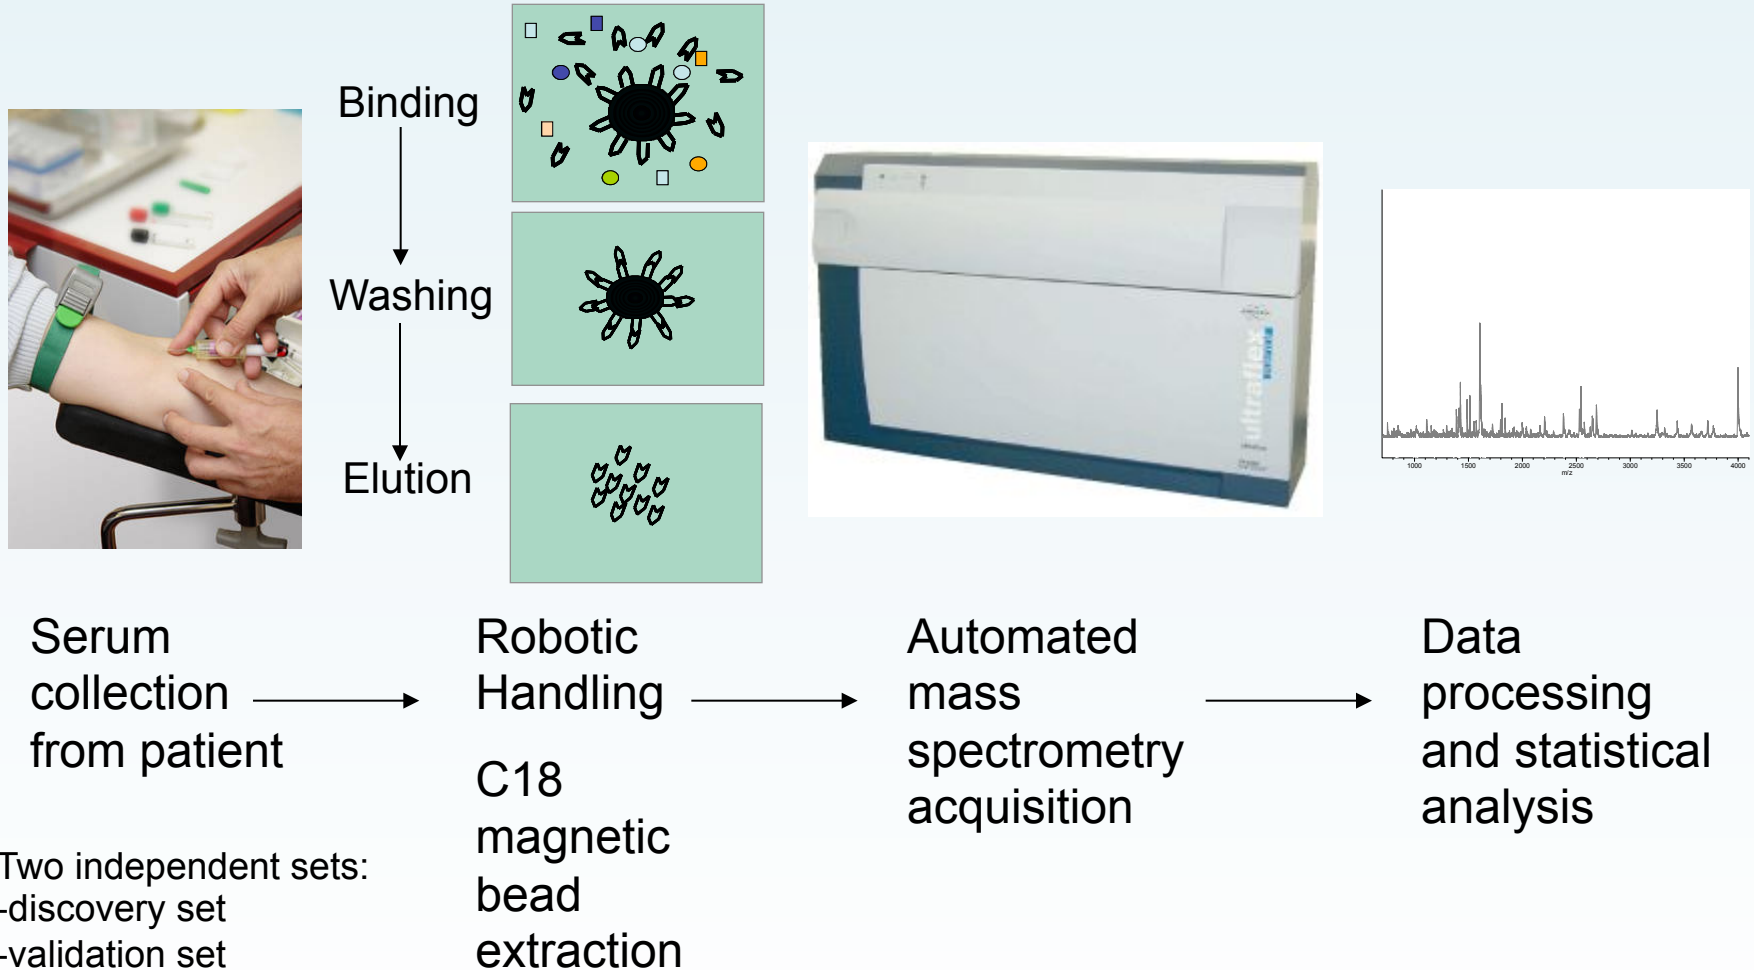 Binding
Washing
Elution
ultraflex
1000 1500 2000 2500 3000 3500 4000
m/z
Serum
collection
from patient
Two independent sets:
-discovery set
-validation set
Robotic
Handling
C18
magnetic
bead
extraction
Automated
mass
spectrometry
acquisition
Data
processing
and statistical
analysis